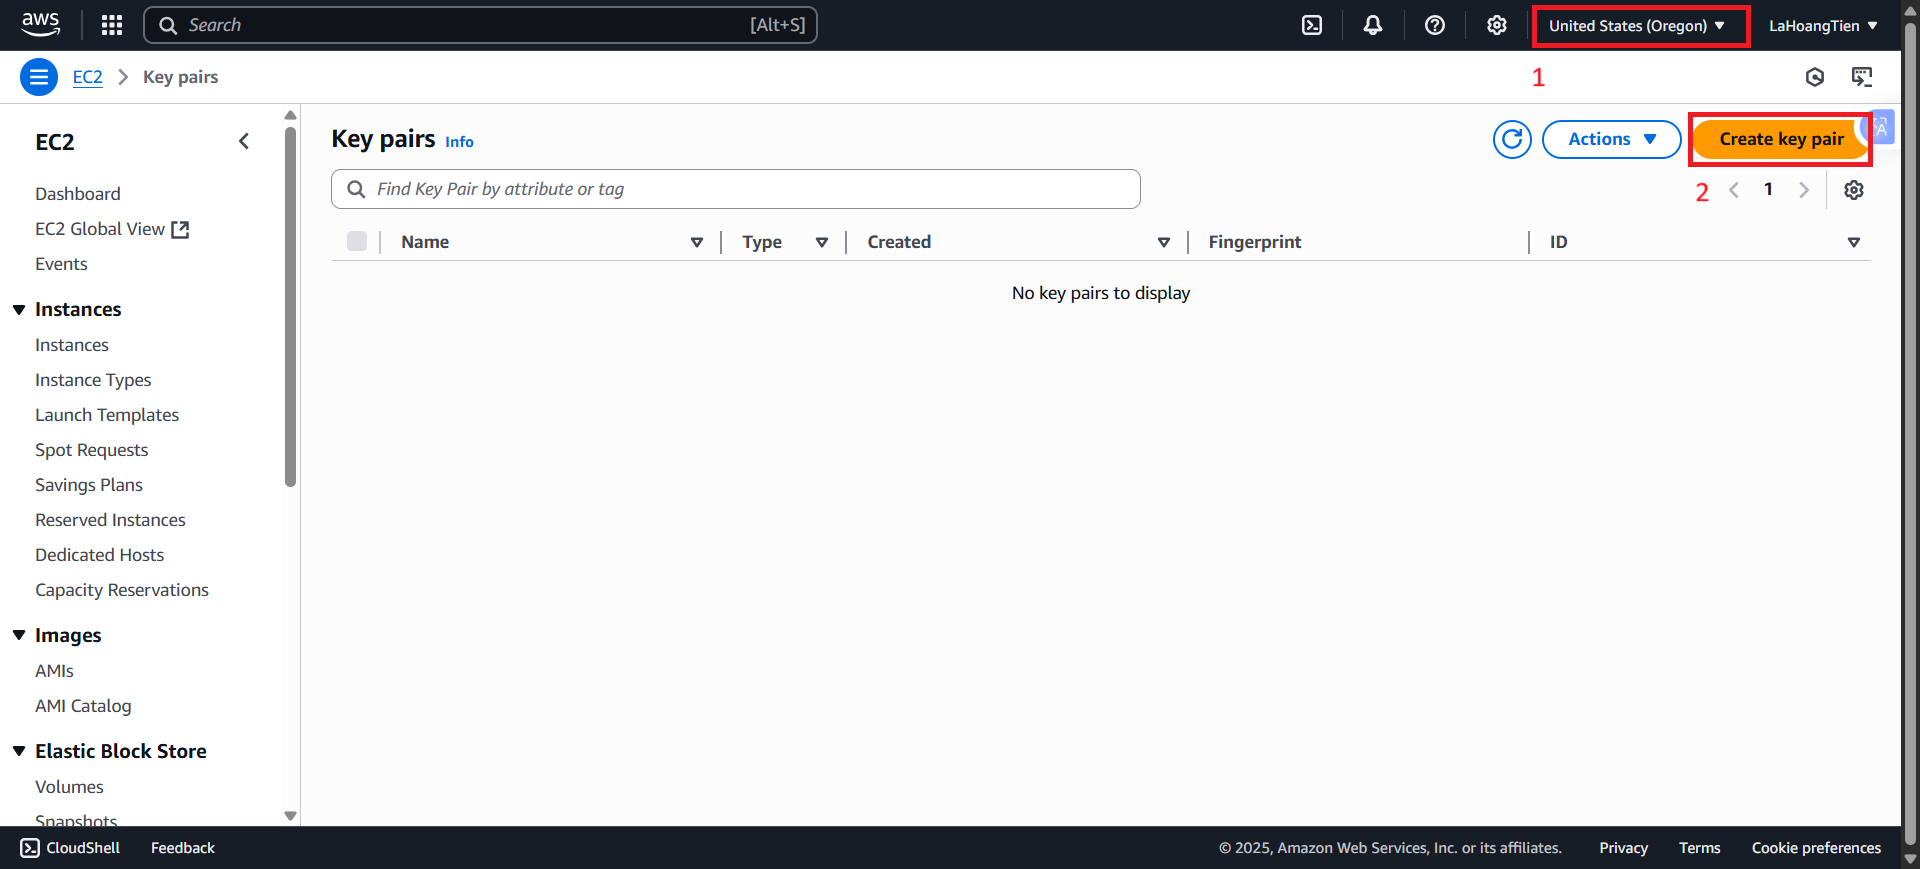 aws
Search [Alt+S]
United States (Oregon)
LaHoangTien
EC2 > Key pairs
1
EC2
Dashboard
EC2 Global View
Events
Instances
Instances
Instance Types
Launch Templates
Spot Requests
Savings Plans
Reserved Instances
Dedicated Hosts
Capacity Reservations
Images
AMIs
AMI Catalog
Elastic Block Store
Volumes
Snapshots
Key pairs Info
Actions
Create key pair
Find Key Pair by attribute or tag
2
1
Name Type Created Fingerprint ID
No key pairs to display
CloudShell Feedback
© 2025, Amazon Web Services, Inc. or its affiliates. Privacy Terms Cookie preferences